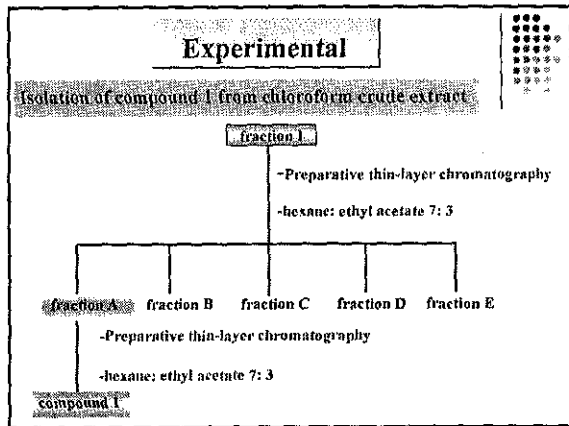 Experimental
Isolation of compound 1 from chloroform crude extract
fraction 1
-Preparative thin-layer chromatography
-hexane: ethyl acetate 7: 3
fraction A fraction B fraction C fraction D fraction E
-Preparative thin-layer chromatography
-hexane: ethyl acetate 7: 3
compound 1